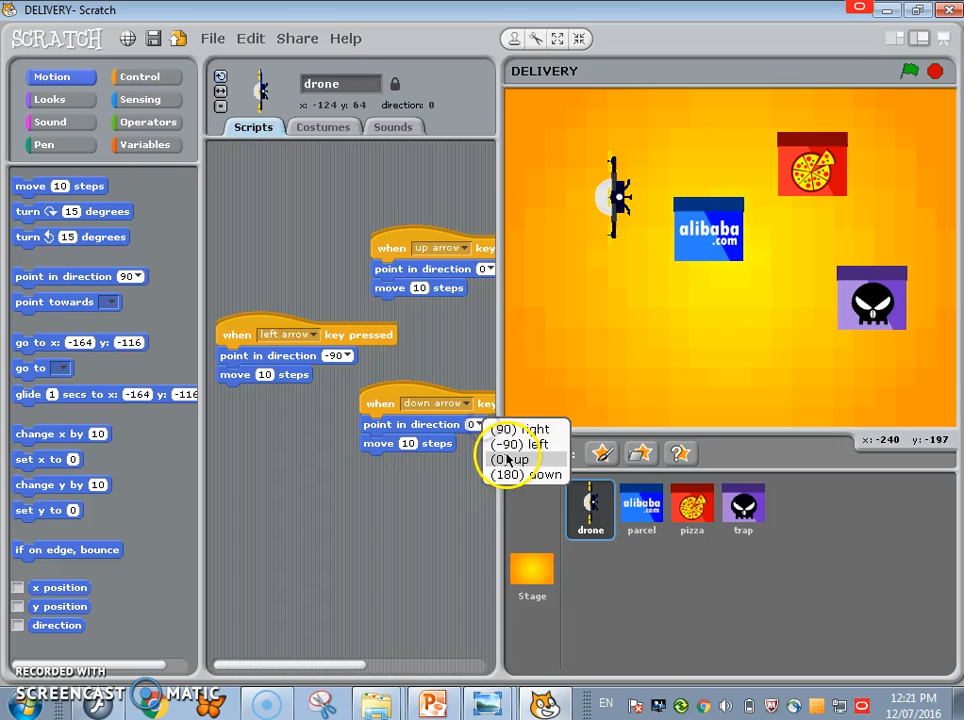 DELIVERY - Scratch
SCRATCH
File Edit Share Help
Motion
Control
Looks
Sensing
Sound
Operators
Pen
Variables
drone
x: -124 y: 64 direction: 0
Scripts
Costumes
Sounds
DELIVERY
move 10 steps
turn 15 degrees
turn 15 degrees
point in direction 90
point towards
go to x: -164 y: -116
go to
glide 1 secs to x: -164 y: -116
change x by 10
set x to 0
change y by 10
set y to 0
if on edge, bounce
x position
y position
direction
when up arrow key
point in direction 0
move 10 steps
when left arrow key pressed
point in direction -90
move 10 steps
when down arrow key
point in direction 0
move 10 steps
(90) right
(-90) left
(0) up
(180) down
alibaba
.com
x: -240 y: -197
drone
parcel
pizza
trap
Stage
RECORDED WITH
SCREENCAST MATIC
EN
12:21 PM
12/07/2016